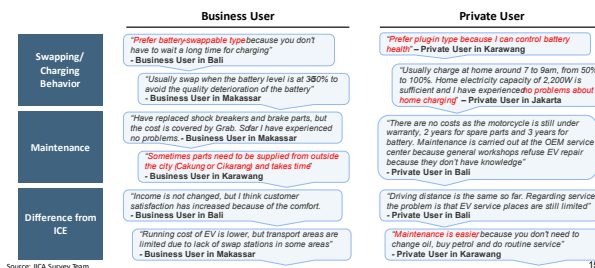 Business User
Private User
Swapping/
Charging
Behavior
"Prefer battery-swappable type because you don't
have to wait a long time for charging"
- Business User in Bali
"Usually swap when the battery level is at 30-50% to
avoid the quality deterioration of the battery"
- Business User in Makassar
"Prefer plug-in type because I can control battery
health" – Private User in Karawang
"Usually charge at home around 7 to 9am, from 50%
to 100%. Home electricity capacity of 2,200W is
sufficient and I have experienced no problems about
home charging" – Private User in Jakarta
Maintenance
"Have replaced shock breakers and brake parts, but
the cost is covered by Grab. So far I have experienced
no problems. - Business User in Makassar
"Sometimes parts need to be supplied from outside
the city (Cakung or Cikarang) and takes time"
- Business User in Karawang
"There are no costs as the motorcycle is still under
warranty, 2 years for spare parts and 3 years for
battery. Maintenance is carried out at the OEM service
center because general workshops refuse EV repair
because they don't have knowledge"
- Private User in Bali
Difference from
ICE
"Income is not changed, but I think customer
satisfaction has increased because of the comfort.
- Business User in Bali
"Running cost of EV is lower, but transport areas are
limited due to lack of swap stations in some areas"
- Business User in Makassar
"Driving distance is the same so far. Regarding service,
the problem is that EV service places are still limited"
- Private User in Bali
"Maintenance is easier, because you don't need to
change oil, buy petrol and do routine service"
- Private User in Karawang
Source: JICA Survey Team